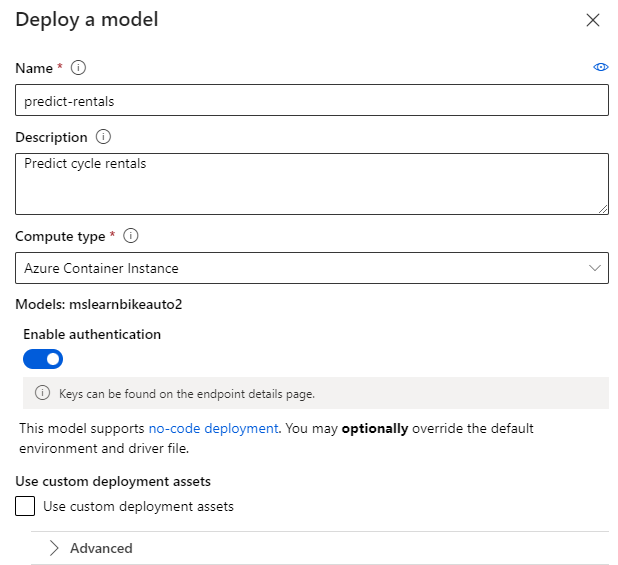 Deploy a model
Name *
predict-rentals
Description
Predict cycle rentals
Compute type *
Azure Container Instance
Models: mslearnbikeauto2
Enable authentication
Keys can be found on the endpoint details page.
This model supports no-code deployment. You may optionally override the default
environment and driver file.
Use custom deployment assets
Use custom deployment assets
Advanced